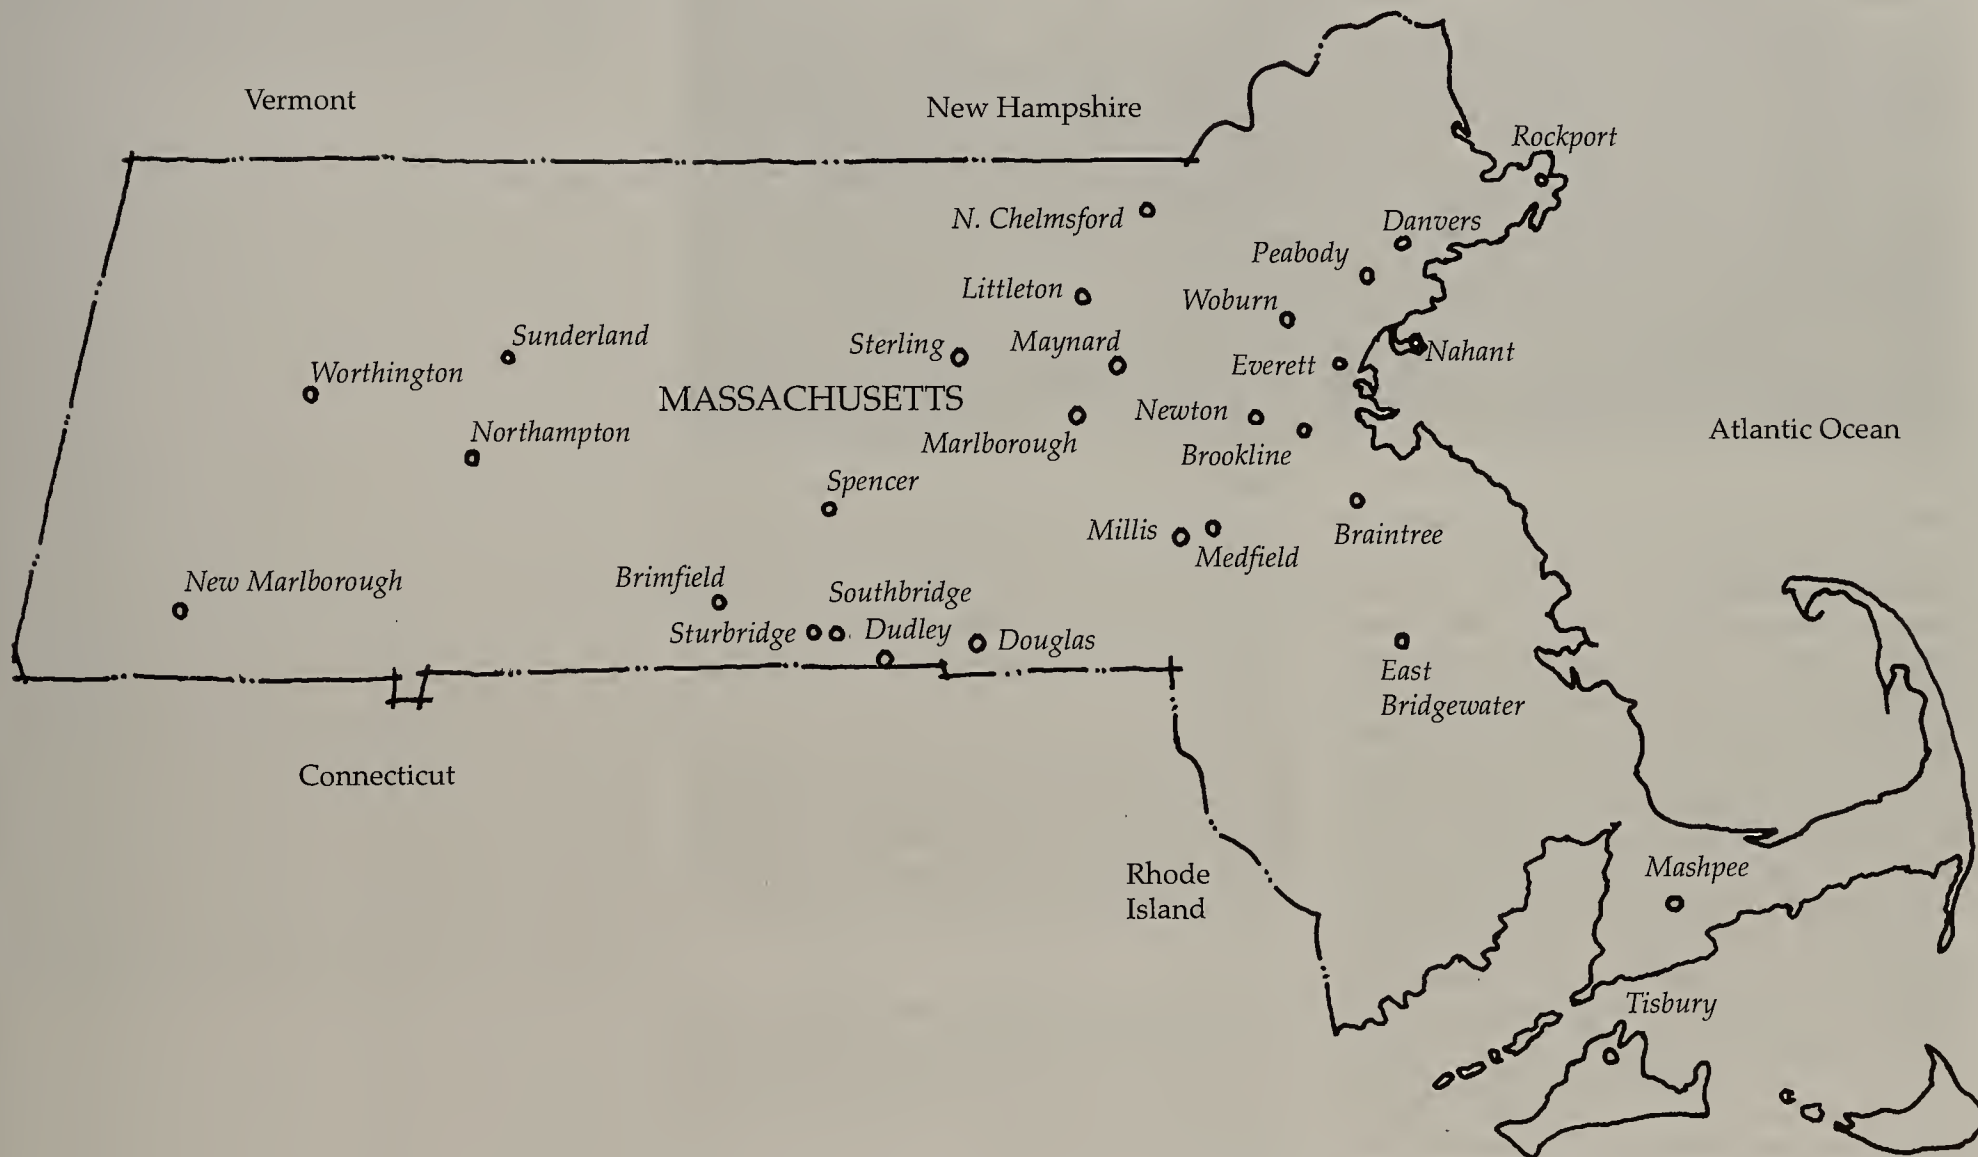 Vermont
New Hampshire
Rockport
N. Chelmsford
Danvers
Peabody
Littleton
Woburn
Sunderland
Sterling
Maynard
Nahant
Worthington
Everett
MASSACHUSETTS
Newton
Northampton
Marlborough
Brookline
Atlantic Ocean
Spencer
Millis
Medfield
Braintree
New Marlborough
Brimfield
Southbridge
Sturbridge
Dudley
Douglas
East
Bridgewater
Connecticut
Rhode
Island
Mashpee
Tisbury